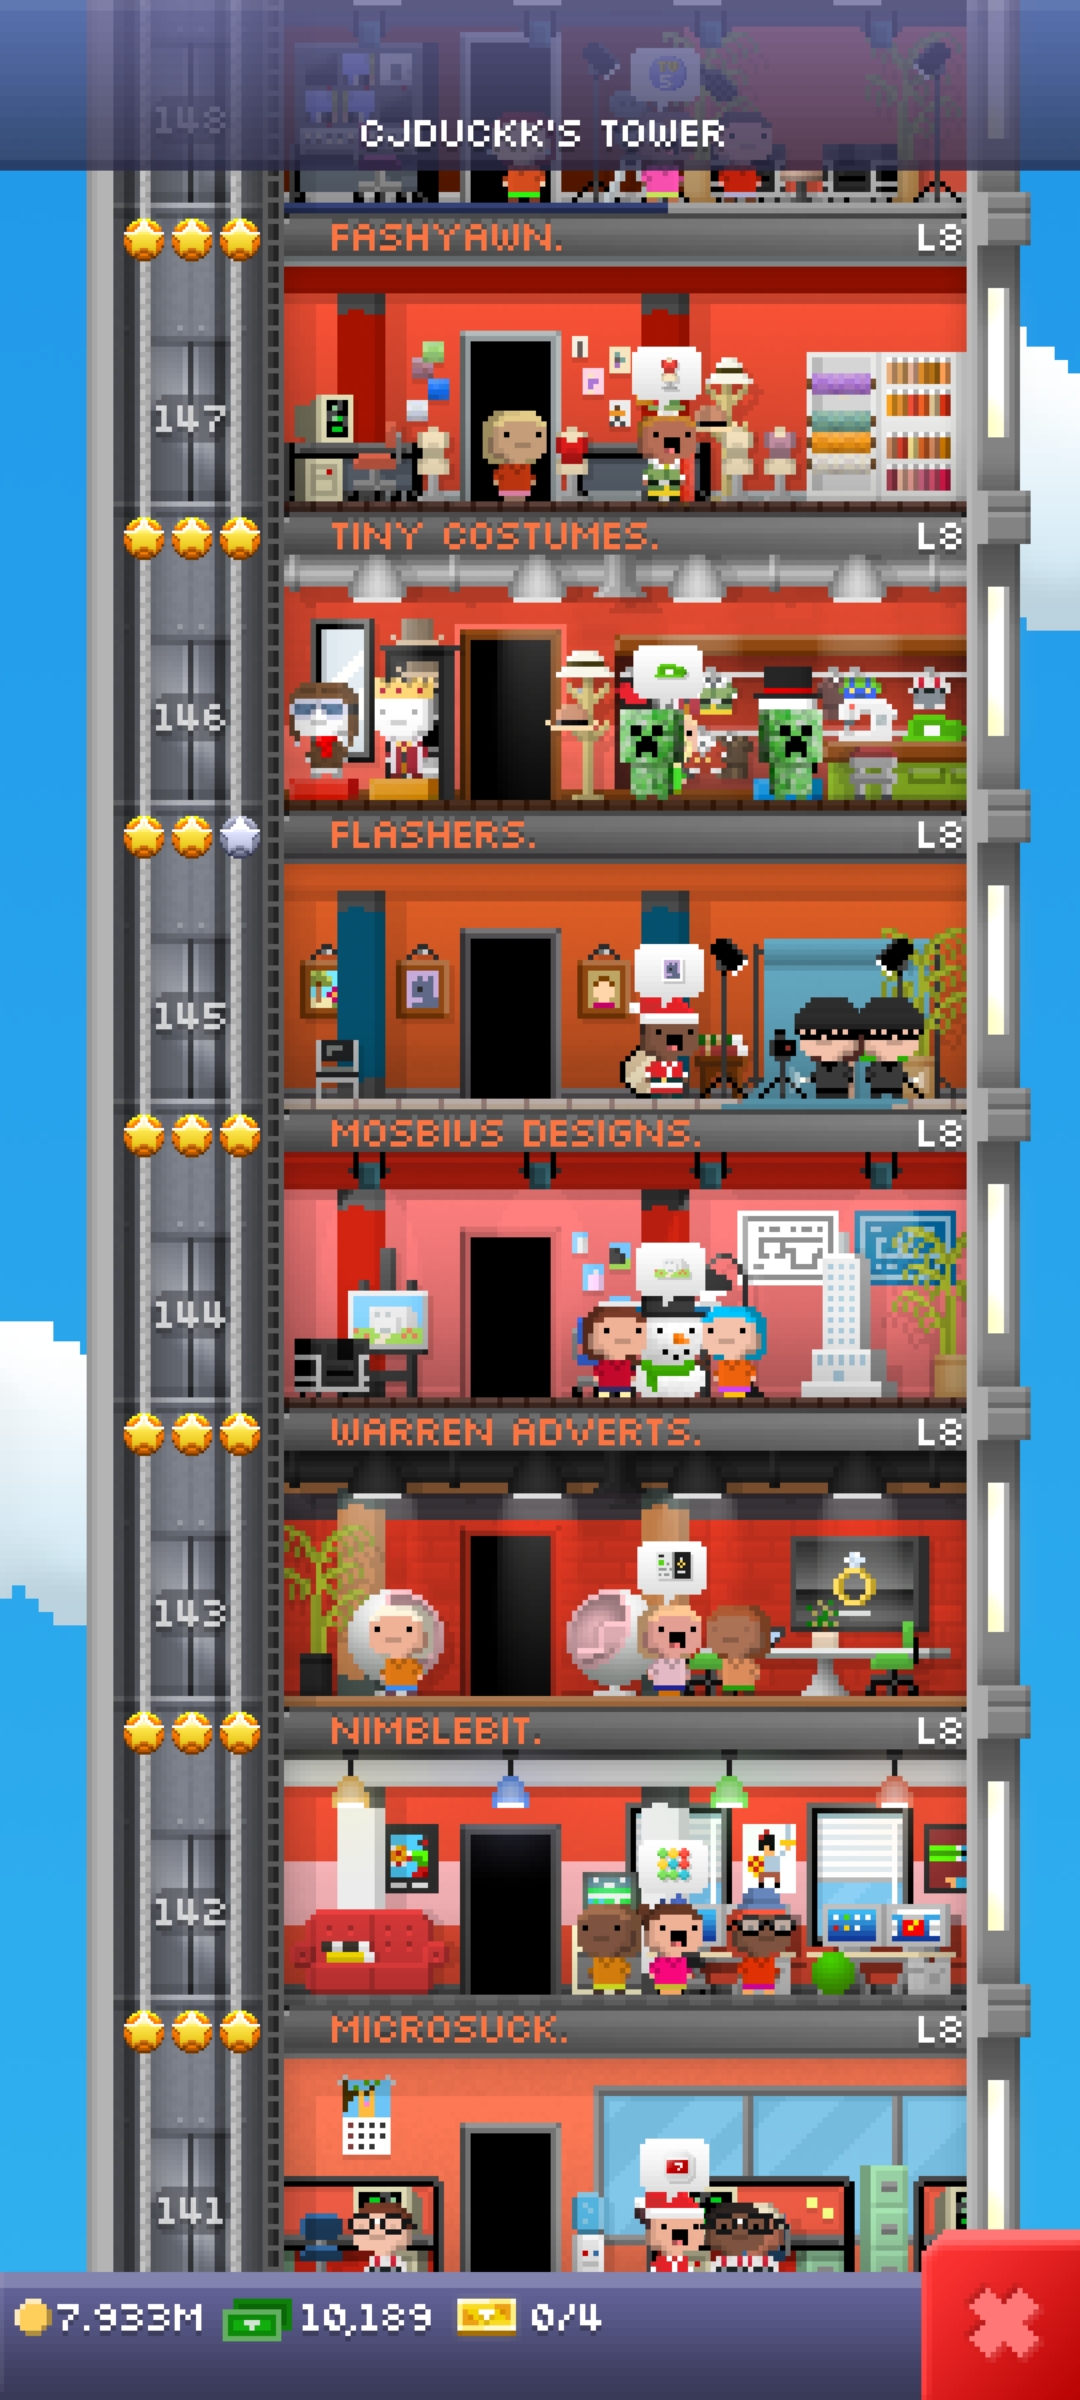 148
CJDUCKK'S TOWER
FASHYAWN. L8
147
TINY COSTUMES. L8
146
FLASHERS. L8
145
MOSBIUS DESIGNS. L8
144
WARREN ADVERTS. L8
143
NIMBLEBIT. L8
142
MICROSUCK. L8
141
7.933M 10,189 0/4